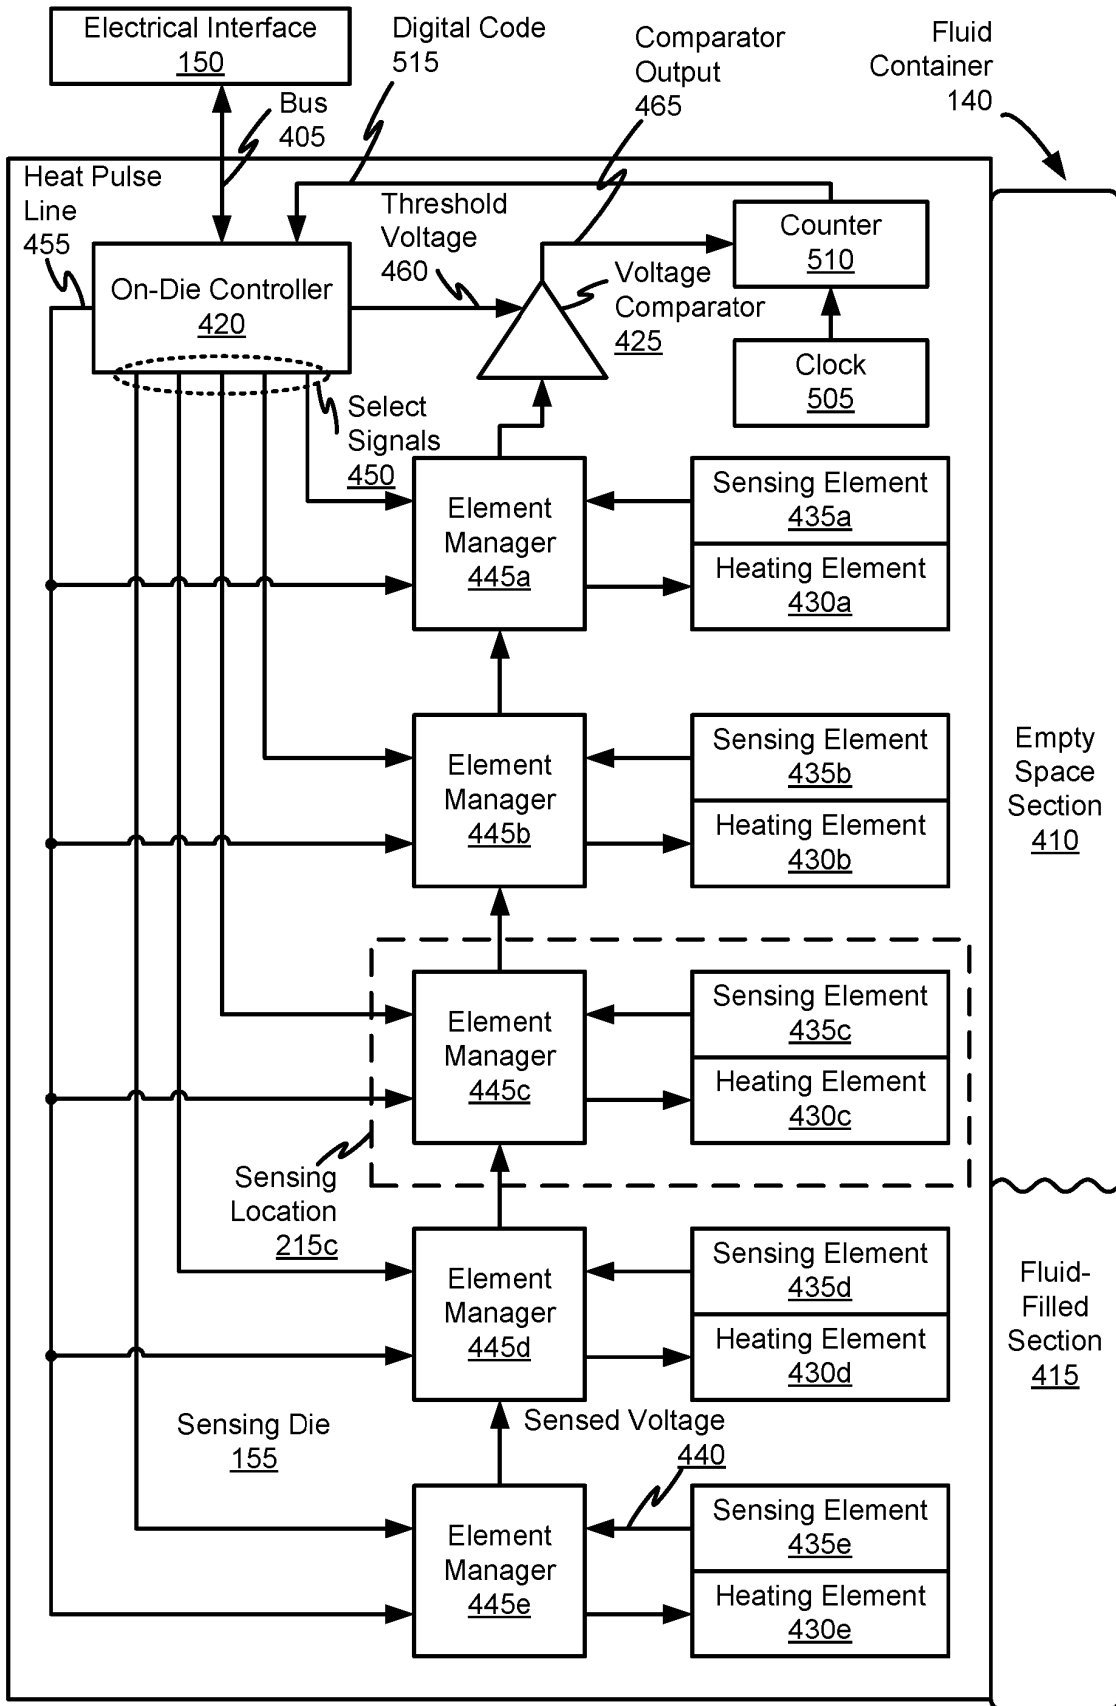 Electrical Interface
150
Digital Code
515
Comparator
Output
465
Fluid
Container
140
Bus
405
Heat Pulse
Line
455
Threshold
Voltage
460
Counter
510
On-Die Controller
420
Voltage
Comparator
425
Clock
505
Select
Signals
450
Element
Manager
445a
Sensing Element
435a
Heating Element
430a
Element
Manager
445b
Sensing Element
435b
Heating Element
430b
Empty
Space
Section
410
Element
Manager
445c
Sensing Element
435c
Heating Element
430c
Sensing
Location
215c
Element
Manager
445d
Sensing Element
435d
Heating Element
430d
Fluid-
Filled
Section
415
Sensing Die
155
Sensed Voltage
440
Element
Manager
445e
Sensing Element
435e
Heating Element
430e